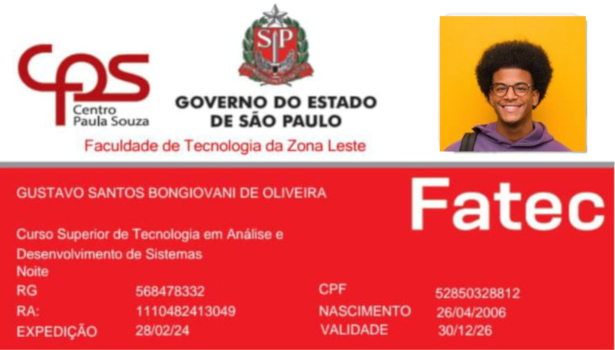 CPS
Centro
Paula Souza
SP
GOVERNO DO ESTADO
DE SÃO PAULO
Faculdade de Tecnologia da Zona Leste
GUSTAVO SANTOS BONGIOVANI DE OLIVEIRA
Fatec
Curso Superior de Tecnologia em Análise e
Desenvolvimento de Sistemas
Noite
RG 568478332 CPF 52850328812
RA: 1110482413049 NASCIMENTO 26/04/2006
EXPEDIÇÃO 28/02/24 VALIDADE 30/12/26